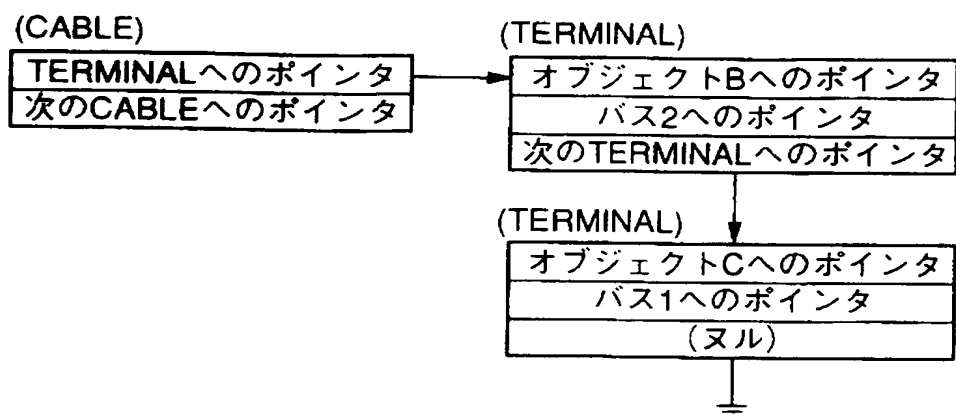 (CABLE)
TERMINALへのポインタ
次のCABLEへのポインタ
(TERMINAL)
オブジェクトBへのポインタ
バス2へのポインタ
次のTERMINALへのポインタ
(TERMINAL)
オブジェクトCへのポインタ
バス1へのポインタ
(ヌル)